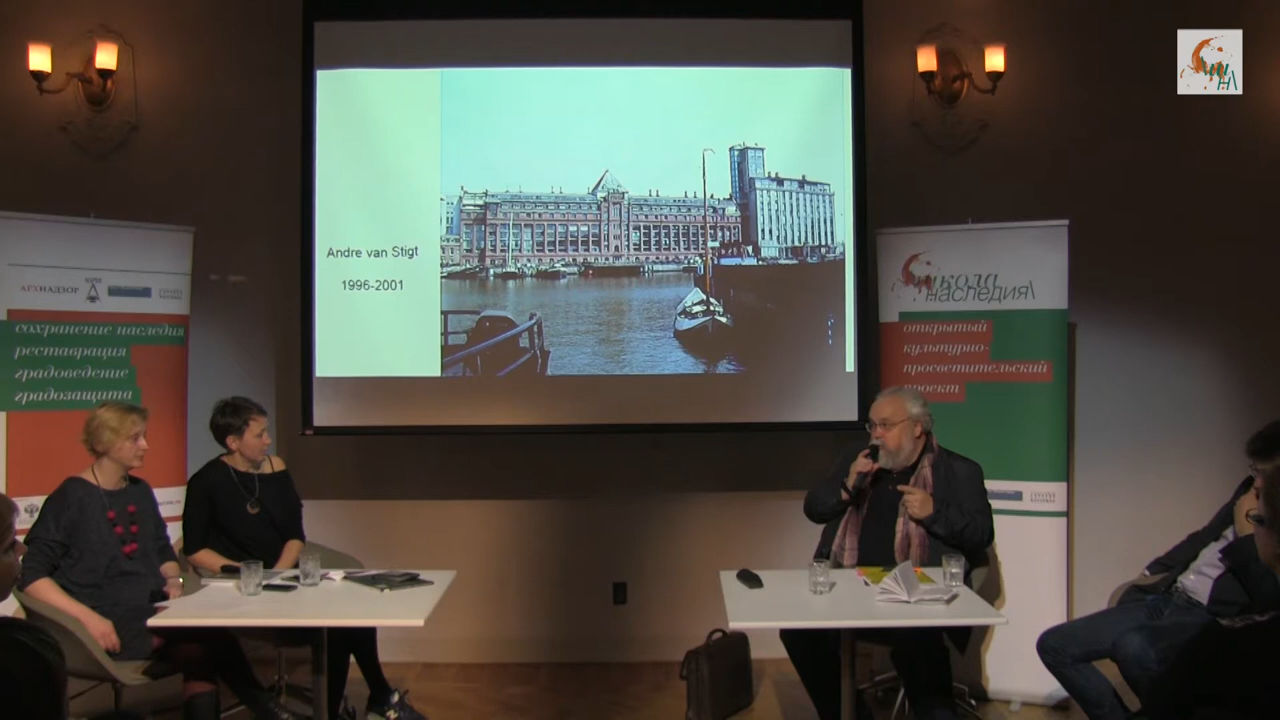 Andre van Stigt
1996-2001
АРХНАДЗОР
сохранение наследия
реставрация
градоведение
градозащита
школа
наследия\
открытый
культурно-
просветительский
проект